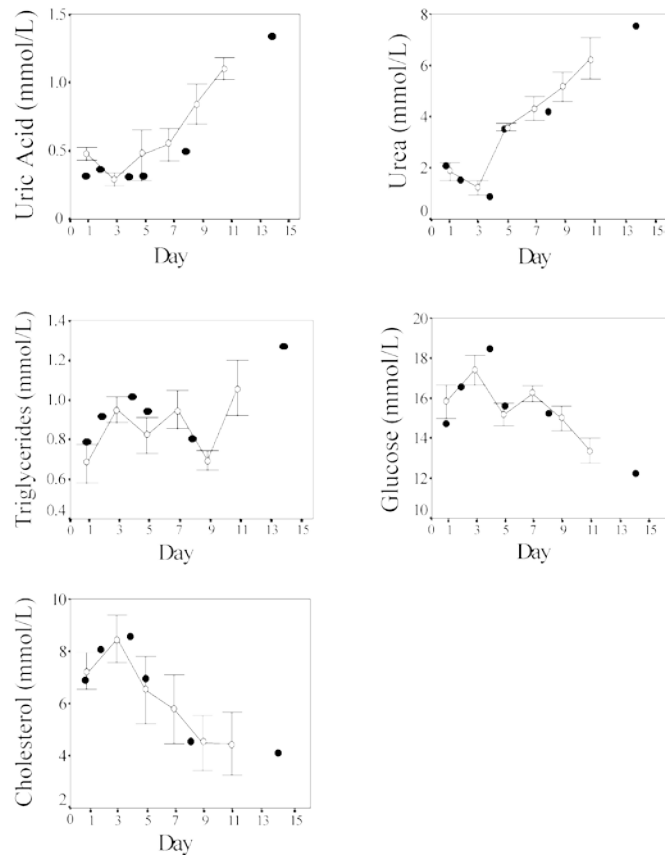 Uric Acid (mmol/L)
1.5
1.0
0.5
0
0 1 3 5 7 9 11 13 15
Day
Urea (mmol/L)
8
6
4
2
0
0 1 3 5 7 9 11 13 15
Day
Triglycerides (mmol/L)
1.4
1.2
1.0
0.8
0.6
0.4
0 1 3 5 7 9 11 13 15
Day
Glucose (mmol/L)
20
18
16
14
12
10
0 1 3 5 7 9 11 13 15
Day
Cholesterol (mmol/L)
10
8
6
4
2
0 1 3 5 7 9 11 13 15
Day